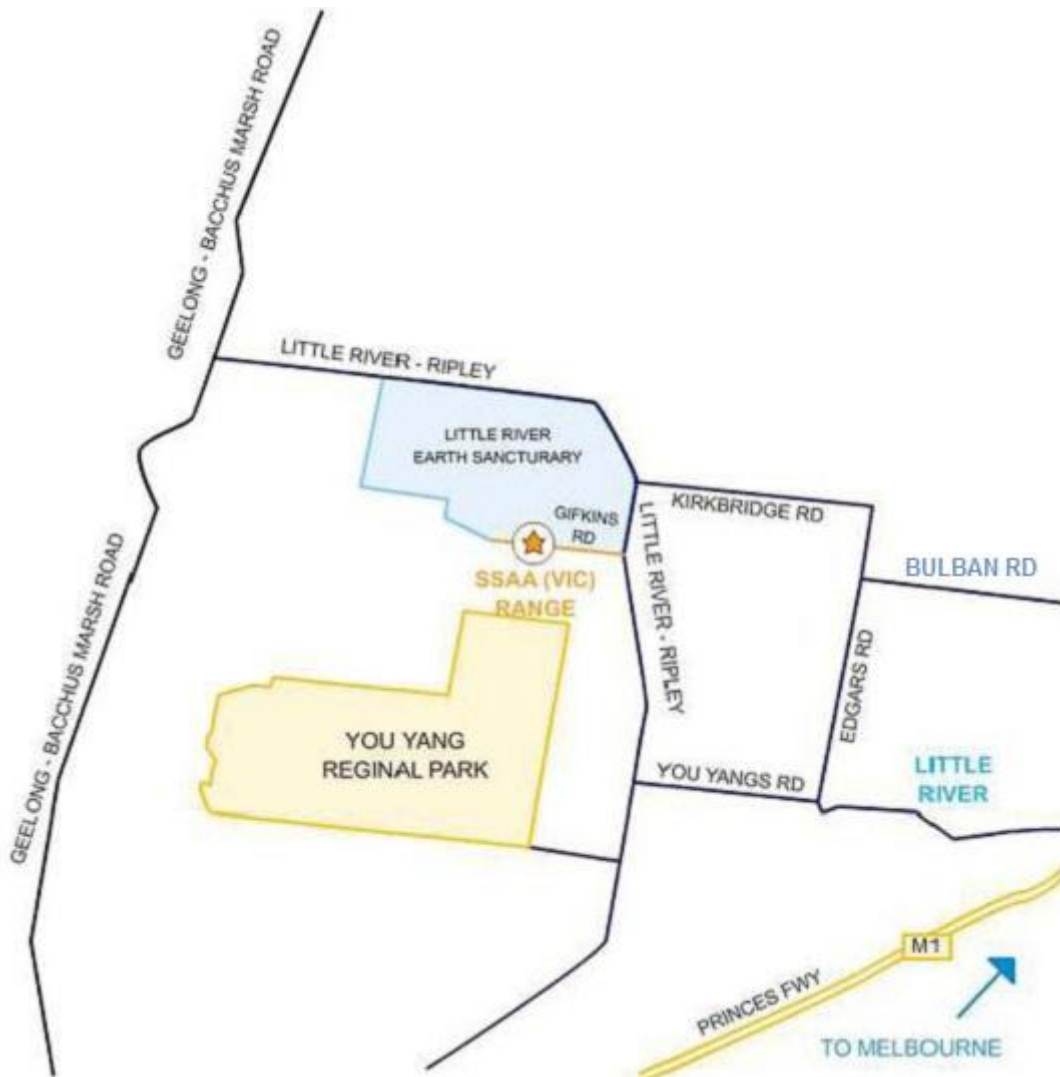 GEELONG - BACCHUS MARSH ROAD
LITTLE RIVER - RIPLEY
LITTLE RIVER
EARTH SANCTURARY
GIFKINS
RD
KIRKBRIDGE RD
LITTLE RIVER - RIPLEY
BULBAN RD
SSAA (VIC)
RANGE
GEELONG - BACCHUS MARSH ROAD
EDGARS RD
YOU YANG
REGINAL PARK
YOU YANGS RD
LITTLE
RIVER
M1
PRINCES FWY
TO MELBOURNE